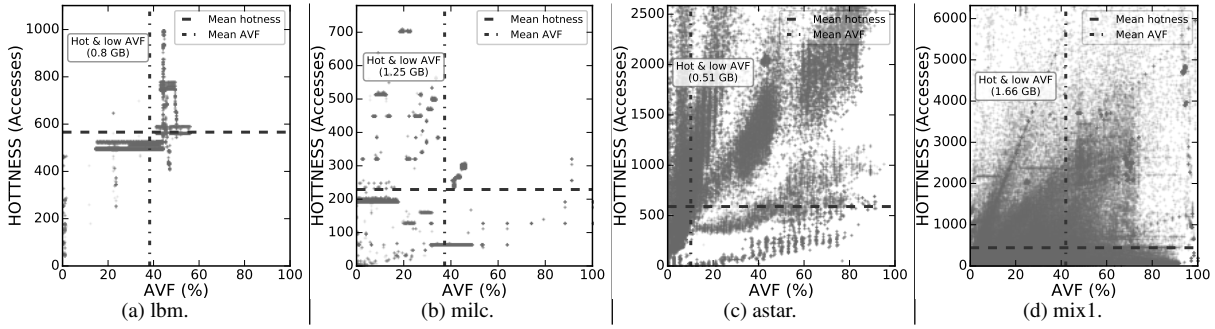 HOTTNESS (Accesses)
1000
800
600
400
200
0
Mean hotness
Mean AVF
Hot & low AVF
(0.8 GB)
0 20 40 60 80 100
AVF (%)
(a) lbm.
HOTTNESS (Accesses)
700
600
500
400
300
200
100
0
Mean hotness
Mean AVF
Hot & low AVF
(1.25 GB)
0 20 40 60 80 100
AVF (%)
(b) milc.
HOTTNESS (Accesses)
2500
2000
1500
1000
500
0
Mean hotness
Mean AVF
Hot & low AVF
(0.51 GB)
0 20 40 60 80 100
AVF (%)
(c) astar.
HOTTNESS (Accesses)
6000
5000
4000
3000
2000
1000
0
Mean hotness
Mean AVF
Hot & low AVF
(1.66 GB)
0 20 40 60 80 100
AVF (%)
(d) mix1.